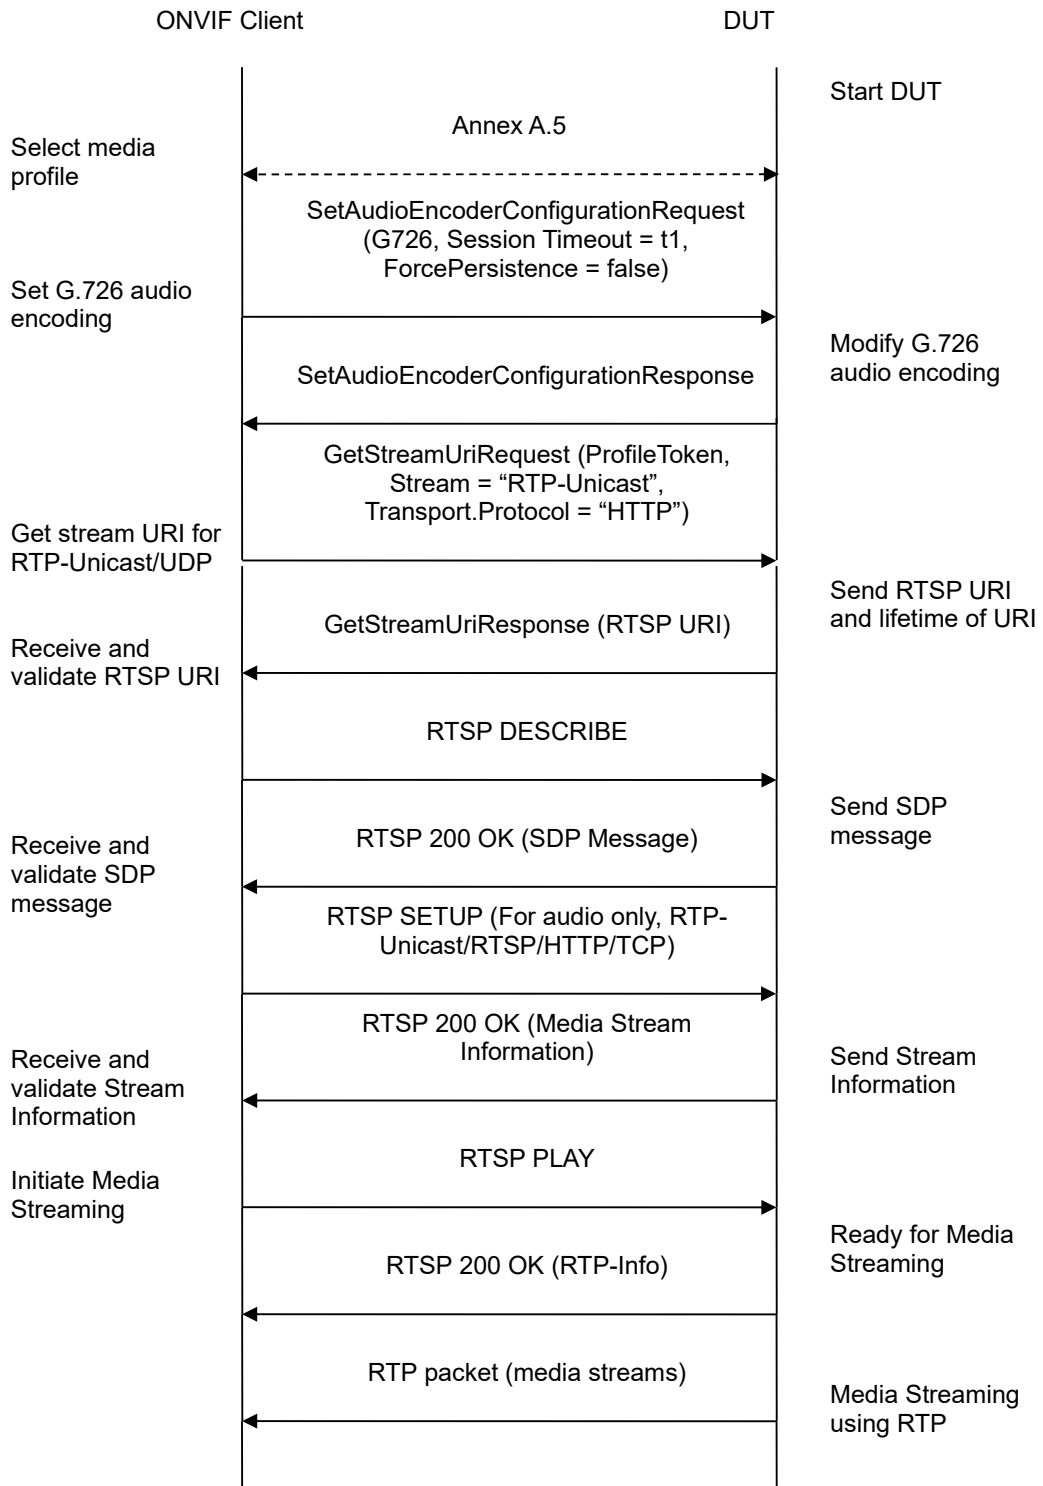 ONVIF Client
DUT
Start DUT
Annex A.5
Select media
profile
SetAudioEncoderConfigurationRequest
(G726, Session Timeout = t1,
ForcePersistence = false)
Set G.726 audio
encoding
Modify G.726
audio encoding
SetAudioEncoderConfigurationResponse
GetStreamUriRequest (ProfileToken,
Stream = “RTP-Unicast”,
Transport.Protocol = “HTTP”)
Get stream URI for
RTP-Unicast/UDP
Send RTSP URI
and lifetime of URI
GetStreamUriResponse (RTSP URI)
Receive and
validate RTSP URI
RTSP DESCRIBE
Send SDP
message
RTSP 200 OK (SDP Message)
Receive and
validate SDP
message
RTSP SETUP (For audio only, RTP-
Unicast/RTSP/HTTP/TCP)
RTSP 200 OK (Media Stream
Information)
Receive and
validate Stream
Information
Send Stream
Information
RTSP PLAY
Initiate Media
Streaming
Ready for Media
Streaming
RTSP 200 OK (RTP-Info)
RTP packet (media streams)
Media Streaming
using RTP